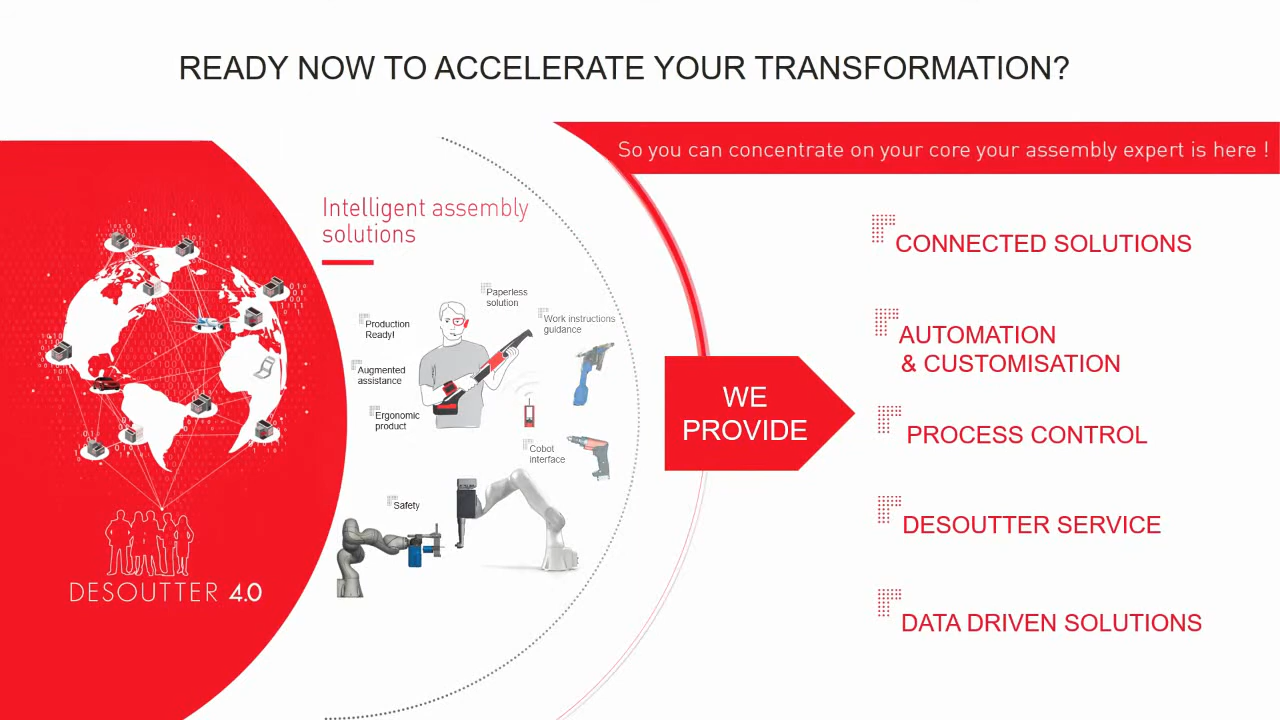 READY NOW TO ACCELERATE YOUR TRANSFORMATION?
So you can concentrate on your core your assembly expert is here !
Intelligent assembly
solutions
Paperless
solution
Production
Ready!
Work instructions
guidance
Augmented
assistance
Ergonomic
product
Cobot
interface
Safety
DESOUTTER 4.0
WE
PROVIDE
CONNECTED SOLUTIONS
AUTOMATION
& CUSTOMISATION
PROCESS CONTROL
DESOUTTER SERVICE
DATA DRIVEN SOLUTIONS